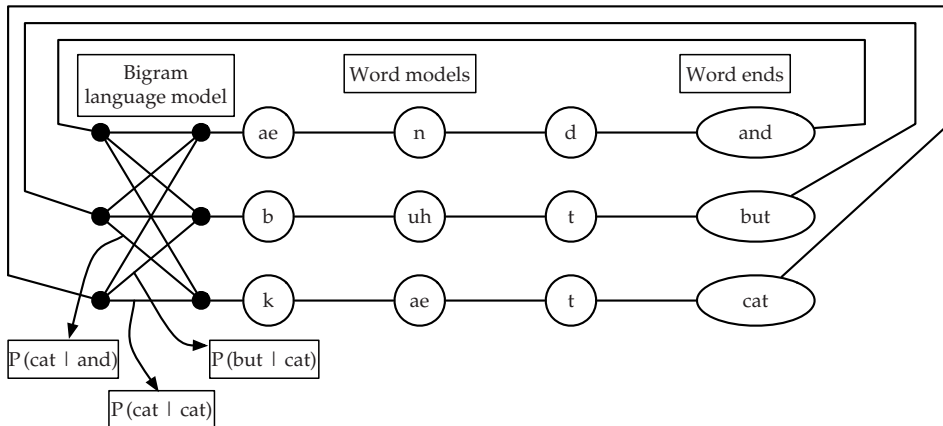 Bigram
language model
Word models
Word ends
ae
n
d
and
b
uh
t
but
k
ae
t
cat
P(cat | and)
P(but | cat)
P(cat | cat)